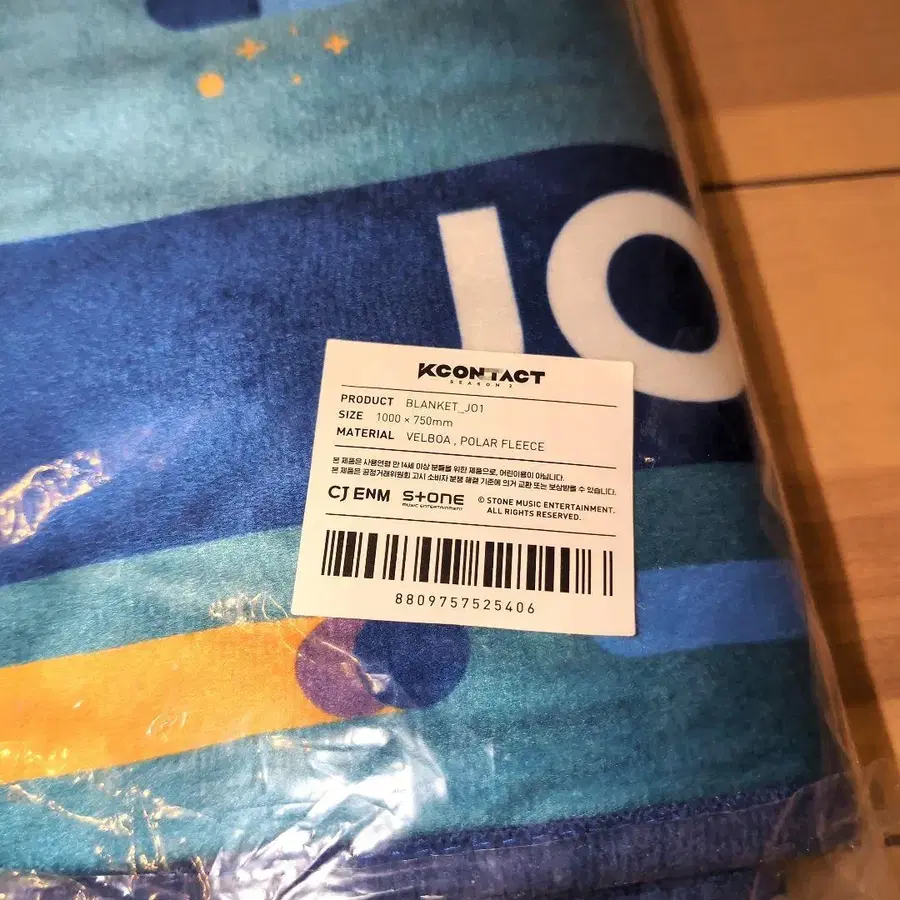 JO
KCONTACT
SEASON 2
PRODUCT BLANKET_JO1
SIZE 1000 × 750mm
MATERIAL VELBOA , POLAR FLEECE
본 제품은 사용연령 만 14세 이상 분들을 위한 제품으로, 어린이용이 아닙니다.
본 제품은 공정거래위원회 고시 소비자 분쟁 해결 기준에 의거 교환 또는 보상받을 수 있습니다.
CJ ENM STONE MUSIC ENTERTAINMENT © STONE MUSIC ENTERTAINMENT.
ALL RIGHTS RESERVED.
8809757525406